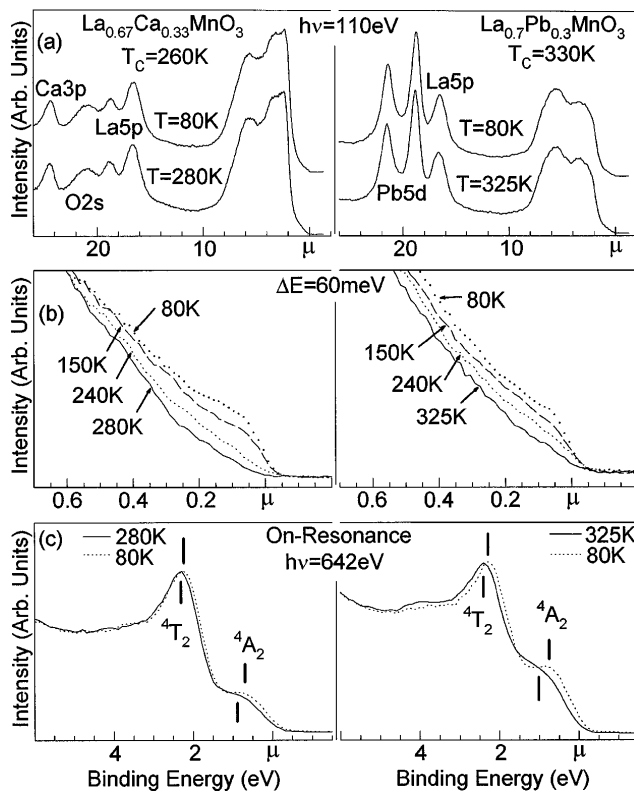 La0.67Ca0.33MnO3 hν=110eV La0.7Pb0.3MnO3
(a) TC=260K TC=330K
Ca3p La5p
La5p T=80K T=80K
T=280K Pb5d T=325K
O2s
Intensity (Arb. Units)
20 10 μ 20 10 μ
(b) ΔE=60meV
80K 80K
150K 150K
240K 240K
280K 325K
Intensity (Arb. Units)
0.6 0.4 0.2 μ 0.6 0.4 0.2 μ
(c) 280K On-Resonance 325K
80K hν=642eV 80K
4T2 4A2 4T2 4A2
Intensity (Arb. Units)
4 2 μ 4 2 μ
Binding Energy (eV) Binding Energy (eV)